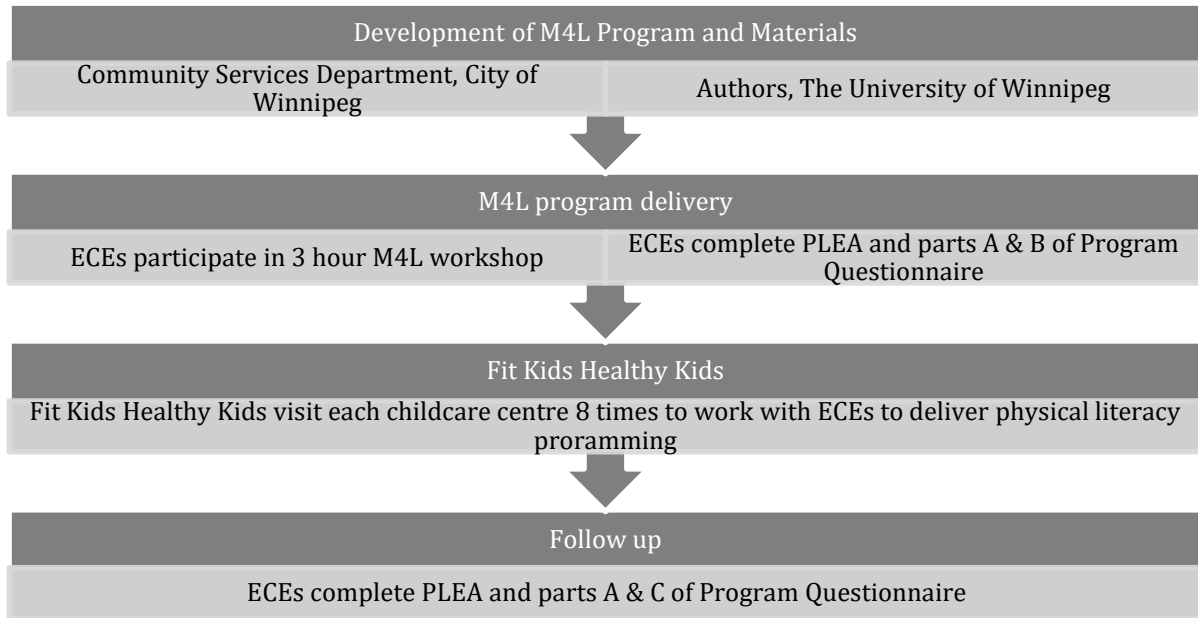 Development of M4L Program and Materials
Community Services Department, City of
Winnipeg
Authors, The University of Winnipeg
M4L program delivery
ECEs participate in 3 hour M4L workshop
ECEs complete PLEA and parts A & B of Program
Questionnaire
Fit Kids Healthy Kids
Fit Kids Healthy Kids visit each childcare centre 8 times to work with ECEs to deliver physical literacy
proramming
Follow up
ECEs complete PLEA and parts A & C of Program Questionnaire